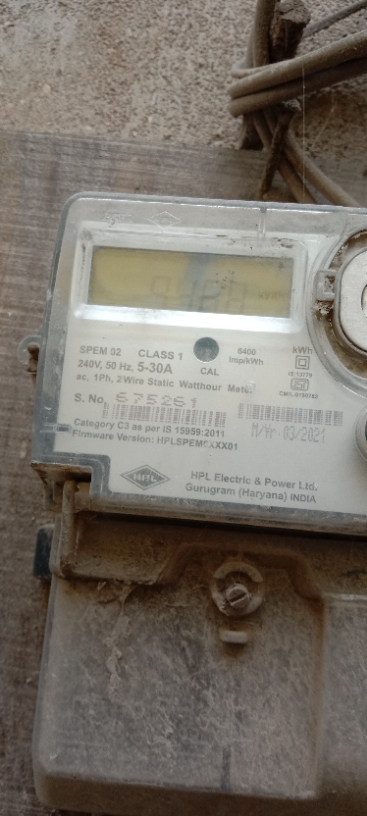 SPEM 02 CLASS 1 6400 kWh
240V, 50 Hz, 5-30A CAL Imp/kWh
ac, 1Ph, 2Wire Static Watthour Meter
IS:13779
S. No. 675261
M/Yr-03/2021
Category C3 as per IS 15959:2011
Firmware Version: HPLSPEM0XXX01
HPL
HPL Electric & Power Ltd.
Gurugram (Haryana) INDIA